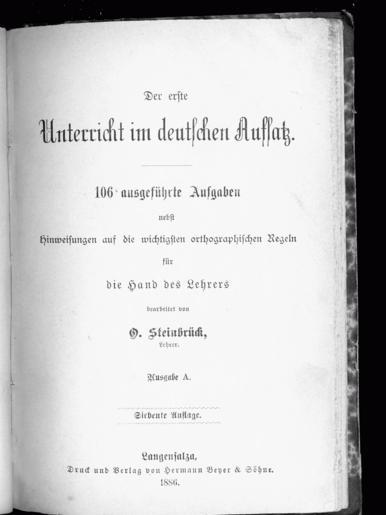 Der erste
Unterricht im deutschen Aufsatz.
106 ausgeführte Aufgaben
nebst
Hinweisungen auf die wichtigsten orthographischen Regeln
für
die Hand des Lehrers
bearbeitet von
O. Steinbrück,
Lehrer.
Ausgabe A.
Siebente Auflage.
Langensalza,
Druck und Verlag von Hermann Beyer & Söhne.
1886.